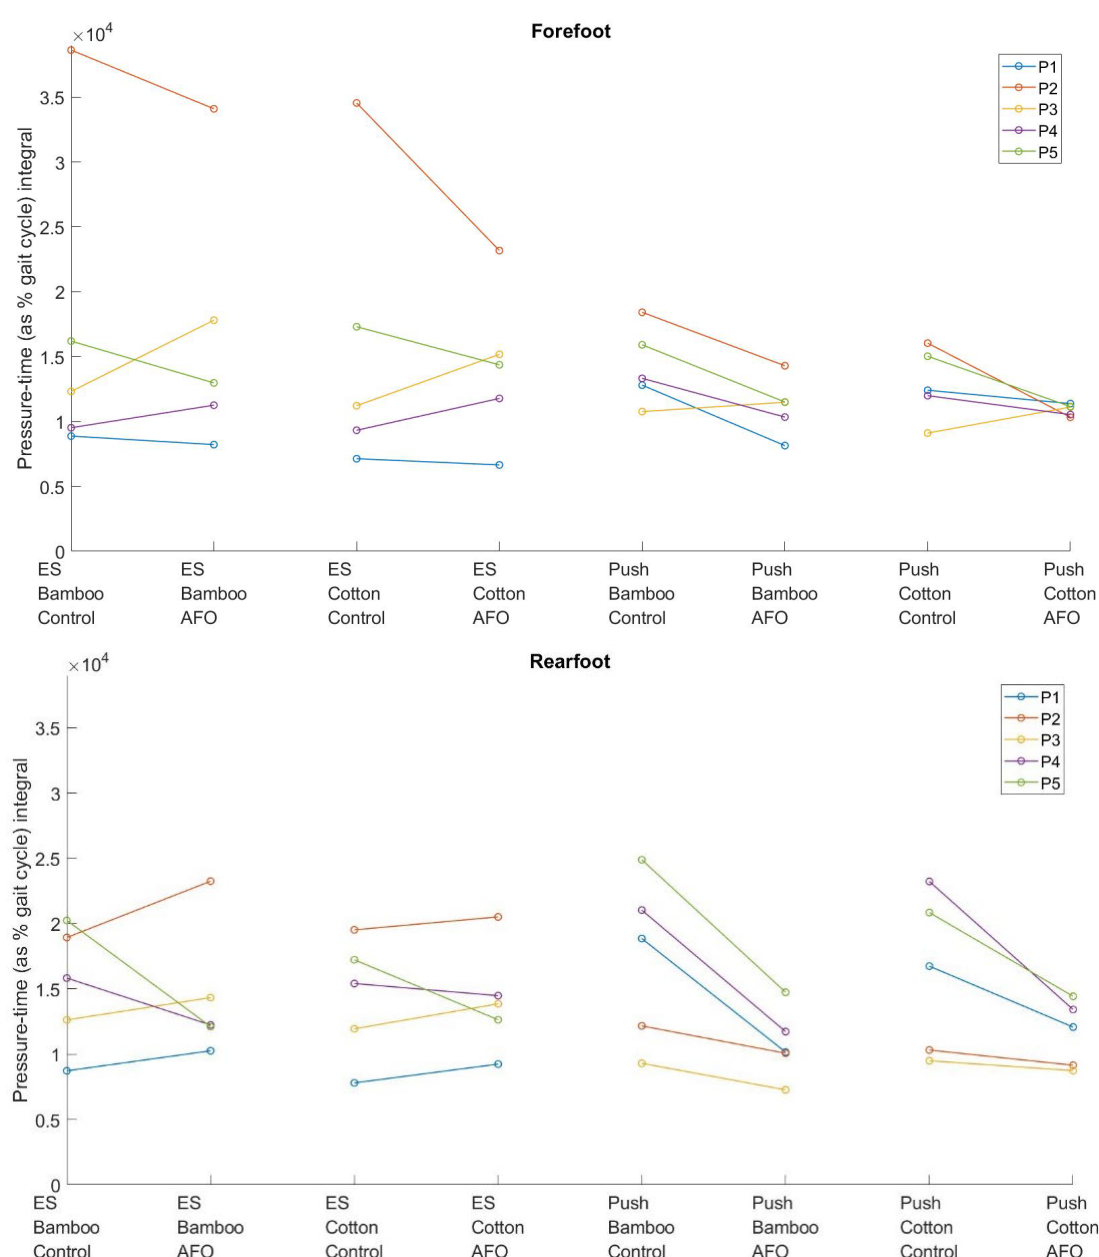 Forefoot
×10⁴
3.5
3
2.5
2
1.5
1
0.5
0
Pressure-time (as % gait cycle) integral
P1
P2
P3
P4
P5
ES Bamboo Control
ES Bamboo AFO
ES Cotton Control
ES Cotton AFO
Push Bamboo Control
Push Bamboo AFO
Push Cotton Control
Push Cotton AFO
Rearfoot
×10⁴
3.5
3
2.5
2
1.5
1
0.5
0
Pressure-time (as % gait cycle) integral
P1
P2
P3
P4
P5
ES Bamboo Control
ES Bamboo AFO
ES Cotton Control
ES Cotton AFO
Push Bamboo Control
Push Bamboo AFO
Push Cotton Control
Push Cotton AFO